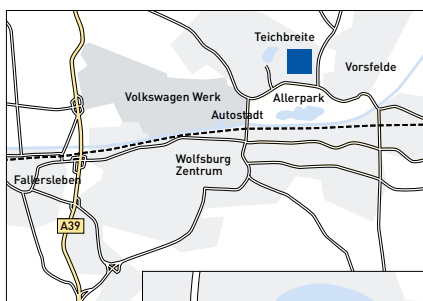 Teichbreite
Vorsfelde
Volkswagen Werk
Allerpark
Autostadt
Wolfsburg
Zentrum
Fallersleben
A39